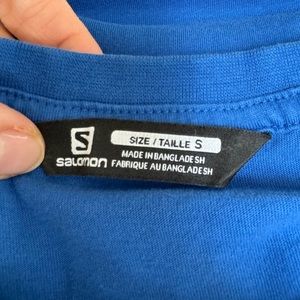 S
SALOMON
SIZE / TAILLE S
MADE IN BANGLADESH
FABRIQUE AU BANGLADESH